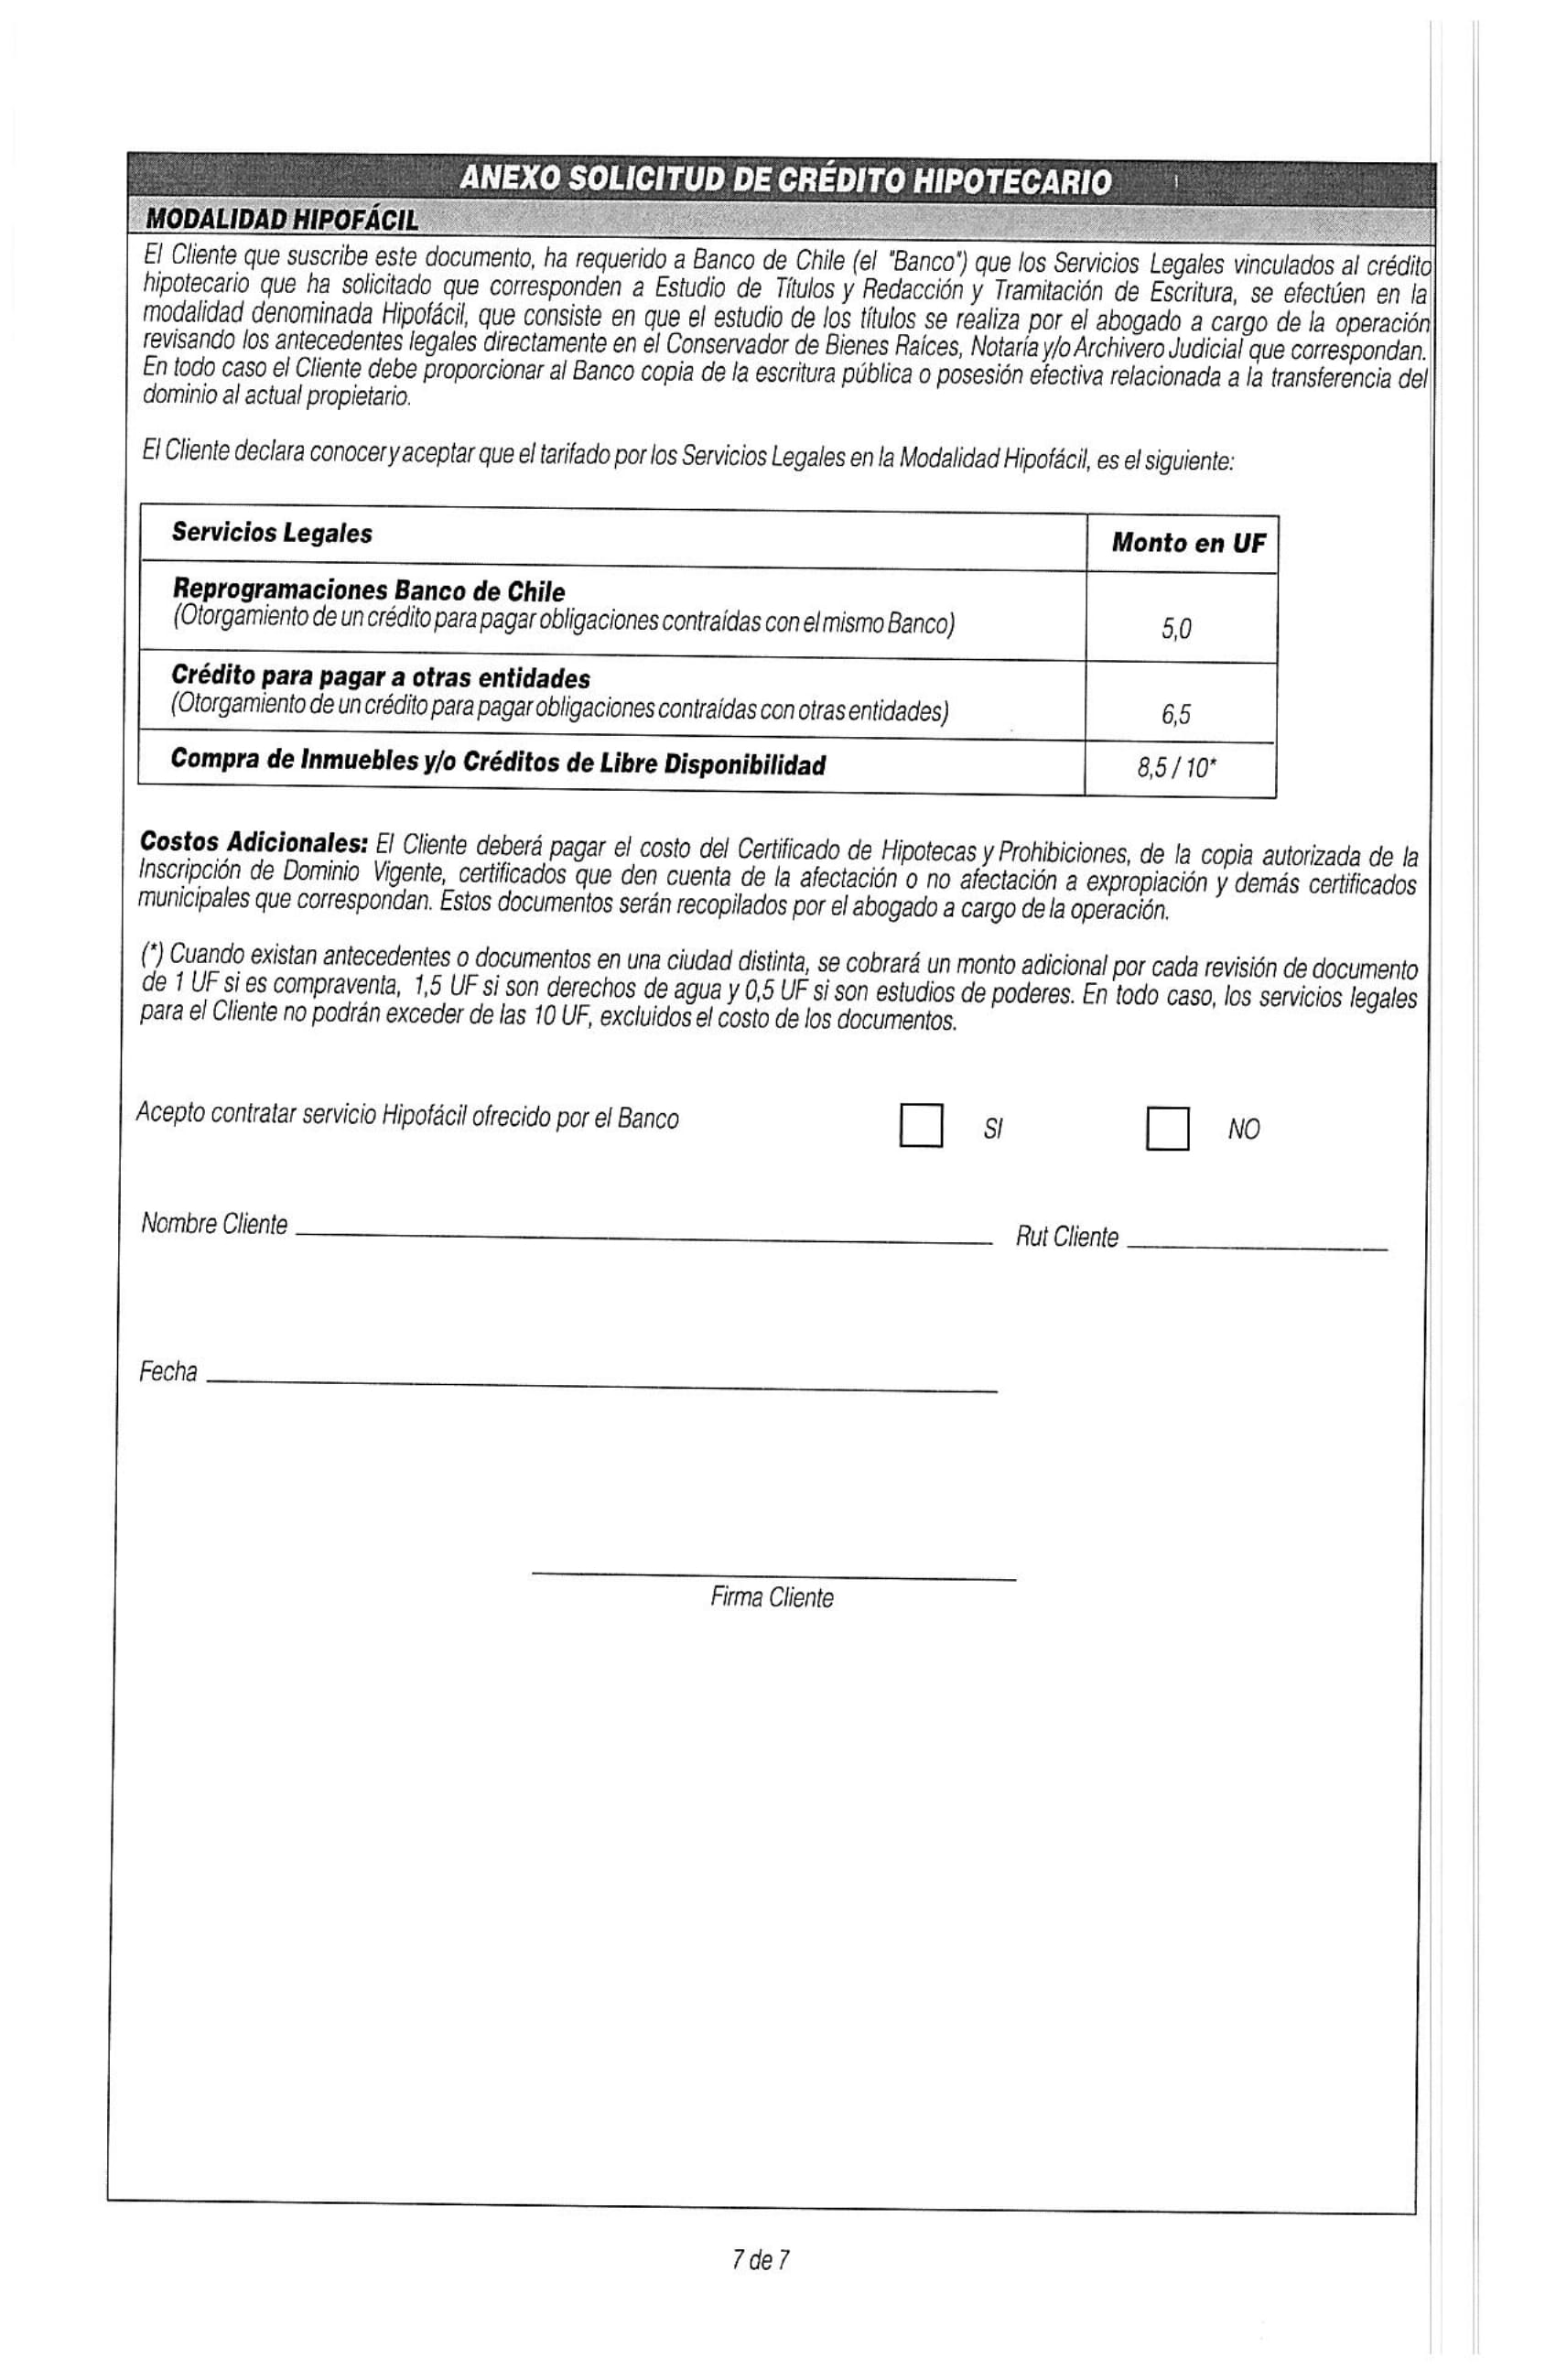 ANEXO SOLICITUD DE CRÉDITO HIPOTECARIO
MODALIDAD HIPOFÁCIL
El Cliente que suscribe este documento, ha requerido a Banco de Chile (el "Banco") que los Servicios Legales vinculados al crédito
hipotecario que ha solicitado que corresponden a Estudio de Títulos y Redacción y Tramitación de Escritura, se efectúen en la
modalidad denominada Hipofácil, que consiste en que el estudio de los títulos se realiza por el abogado a cargo de la operación
revisando los antecedentes legales directamente en el Conservador de Bienes Raíces, Notaría y/o Archivero Judicial que correspondan.
En todo caso el Cliente debe proporcionar al Banco copia de la escritura pública o posesión efectiva relacionada a la transferencia del
dominio al actual propietario.
El Cliente declara conocer y aceptar que el tarifado por los Servicios Legales en la Modalidad Hipofácil, es el siguiente:
Servicios Legales Monto en UF
Reprogramaciones Banco de Chile
(Otorgamiento de un crédito para pagar obligaciones contraídas con el mismo Banco) 5,0
Crédito para pagar a otras entidades
(Otorgamiento de un crédito para pagar obligaciones contraídas con otras entidades) 6,5
Compra de Inmuebles y/o Créditos de Libre Disponibilidad 8,5 / 10*
Costos Adicionales: El Cliente deberá pagar el costo del Certificado de Hipotecas y Prohibiciones, de la copia autorizada de la
Inscripción de Dominio Vigente, certificados que den cuenta de la afectación o no afectación a expropiación y demás certificados
municipales que correspondan. Estos documentos serán recopilados por el abogado a cargo de la operación.
(*) Cuando existan antecedentes o documentos en una ciudad distinta, se cobrará un monto adicional por cada revisión de documento
de 1 UF si es compraventa, 1,5 UF si son derechos de agua y 0,5 UF si son estudios de poderes. En todo caso, los servicios legales
para el Cliente no podrán exceder de las 10 UF, excluidos el costo de los documentos.
Acepto contratar servicio Hipofácil ofrecido por el Banco SI NO
Nombre Cliente Rut Cliente
Fecha
Firma Cliente
7 de 7